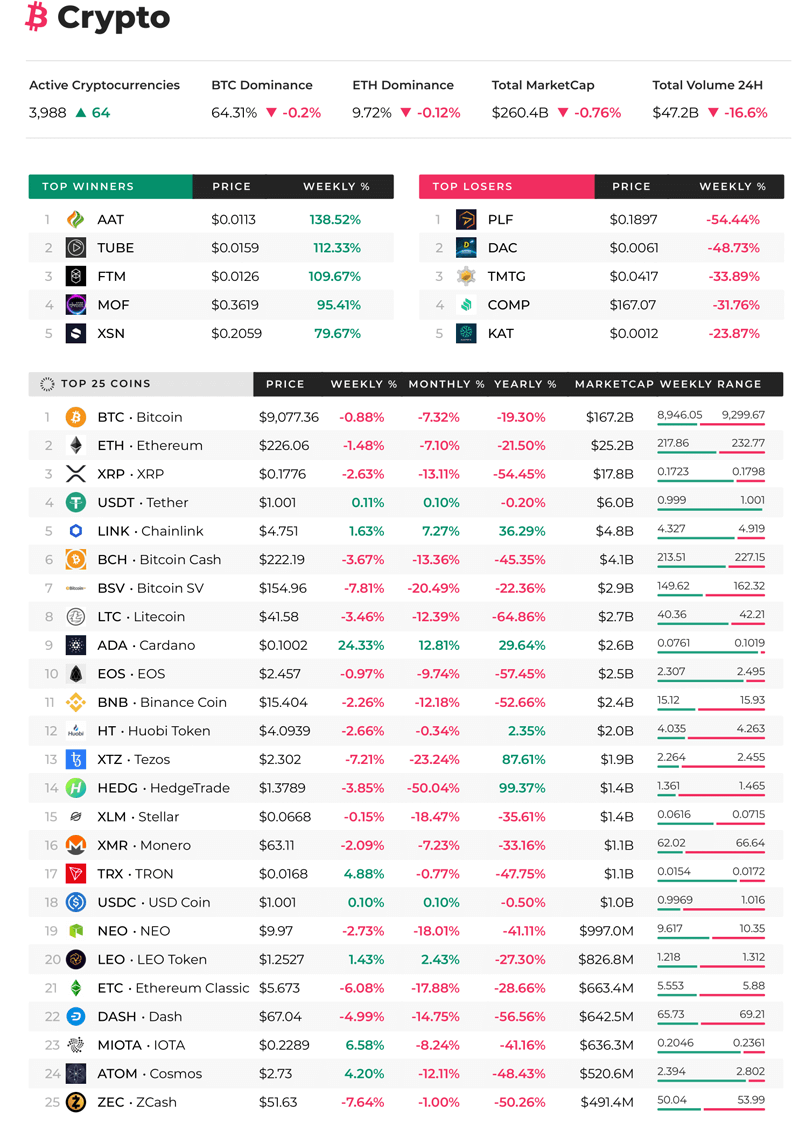 Crypto
Active Cryptocurrencies BTC Dominance ETH Dominance Total MarketCap Total Volume 24H
3,988 ▲ 64 64.31% ▼ -0.2% 9.72% ▼ -0.12% $260.4B ▼ -0.76% $47.2B ▼ -16.6%
TOP WINNERS PRICE WEEKLY %
1 AAT $0.0113 138.52%
2 TUBE $0.0159 112.33%
3 FTM $0.0126 109.67%
4 MOF $0.3619 95.41%
5 XSN $0.2059 79.67%
TOP LOSERS PRICE WEEKLY %
1 PLF $0.1897 -54.44%
2 DAC $0.0061 -48.73%
3 TMTG $0.0417 -33.89%
4 COMP $167.07 -31.76%
5 KAT $0.0012 -23.87%
TOP 25 COINS PRICE WEEKLY % MONTHLY % YEARLY % MARKETCAP WEEKLY RANGE
1 BTC · Bitcoin $9,077.36 -0.88% -7.32% -19.30% $167.2B 8,946.05 9,299.67
2 ETH · Ethereum $226.06 -1.48% -7.10% -21.50% $25.2B 217.86 232.77
3 XRP · XRP $0.1776 -2.63% -13.11% -54.45% $17.8B 0.1723 0.1798
4 USDT · Tether $1.001 0.11% 0.10% -0.20% $6.0B 0.999 1.001
5 LINK · Chainlink $4.751 1.63% 7.27% 36.29% $4.8B 4.327 4.919
6 BCH · Bitcoin Cash $222.19 -3.67% -13.36% -45.35% $4.1B 213.51 227.15
7 BSV · Bitcoin SV $154.96 -7.81% -20.49% -22.36% $2.9B 149.62 162.32
8 LTC · Litecoin $41.58 -3.46% -12.39% -64.86% $2.7B 40.36 42.21
9 ADA · Cardano $0.1002 24.33% 12.81% 29.64% $2.6B 0.0761 0.1019
10 EOS · EOS $2.457 -0.97% -9.74% -57.45% $2.5B 2.307 2.495
11 BNB · Binance Coin $15.404 -2.26% -12.18% -52.66% $2.4B 15.12 15.93
12 Huobi HT · Huobi Token $4.0939 -2.66% -0.34% 2.35% $2.0B 4.035 4.263
13 XTZ · Tezos $2.302 -7.21% -23.24% 87.61% $1.9B 2.264 2.455
14 HEDG · HedgeTrade $1.3789 -3.85% -50.04% 99.37% $1.4B 1.361 1.465
15 XLM · Stellar $0.0668 -0.15% -18.47% -35.61% $1.4B 0.0616 0.0715
16 XMR · Monero $63.11 -2.09% -7.23% -33.16% $1.1B 62.02 66.64
17 TRX · TRON $0.0168 4.88% -0.77% -47.75% $1.1B 0.0154 0.0172
18 USDC · USD Coin $1.001 0.10% 0.10% -0.50% $1.0B 0.9969 1.016
19 NEO · NEO $9.97 -2.73% -18.01% -41.11% $997.0M 9.617 10.35
20 LEO · LEO Token $1.2527 1.43% 2.43% -27.30% $826.8M 1.218 1.312
21 ETC · Ethereum Classic $5.673 -6.08% -17.88% -28.66% $663.4M 5.553 5.88
22 DASH · Dash $67.04 -4.99% -14.75% -56.56% $642.5M 65.73 69.21
23 MIOTA · IOTA $0.2289 6.58% -8.24% -41.16% $636.3M 0.2046 0.2361
24 ATOM · Cosmos $2.73 4.20% -12.11% -48.43% $520.6M 2.394 2.802
25 ZEC · ZCash $51.63 -7.64% -1.00% -50.26% $491.4M 50.04 53.99